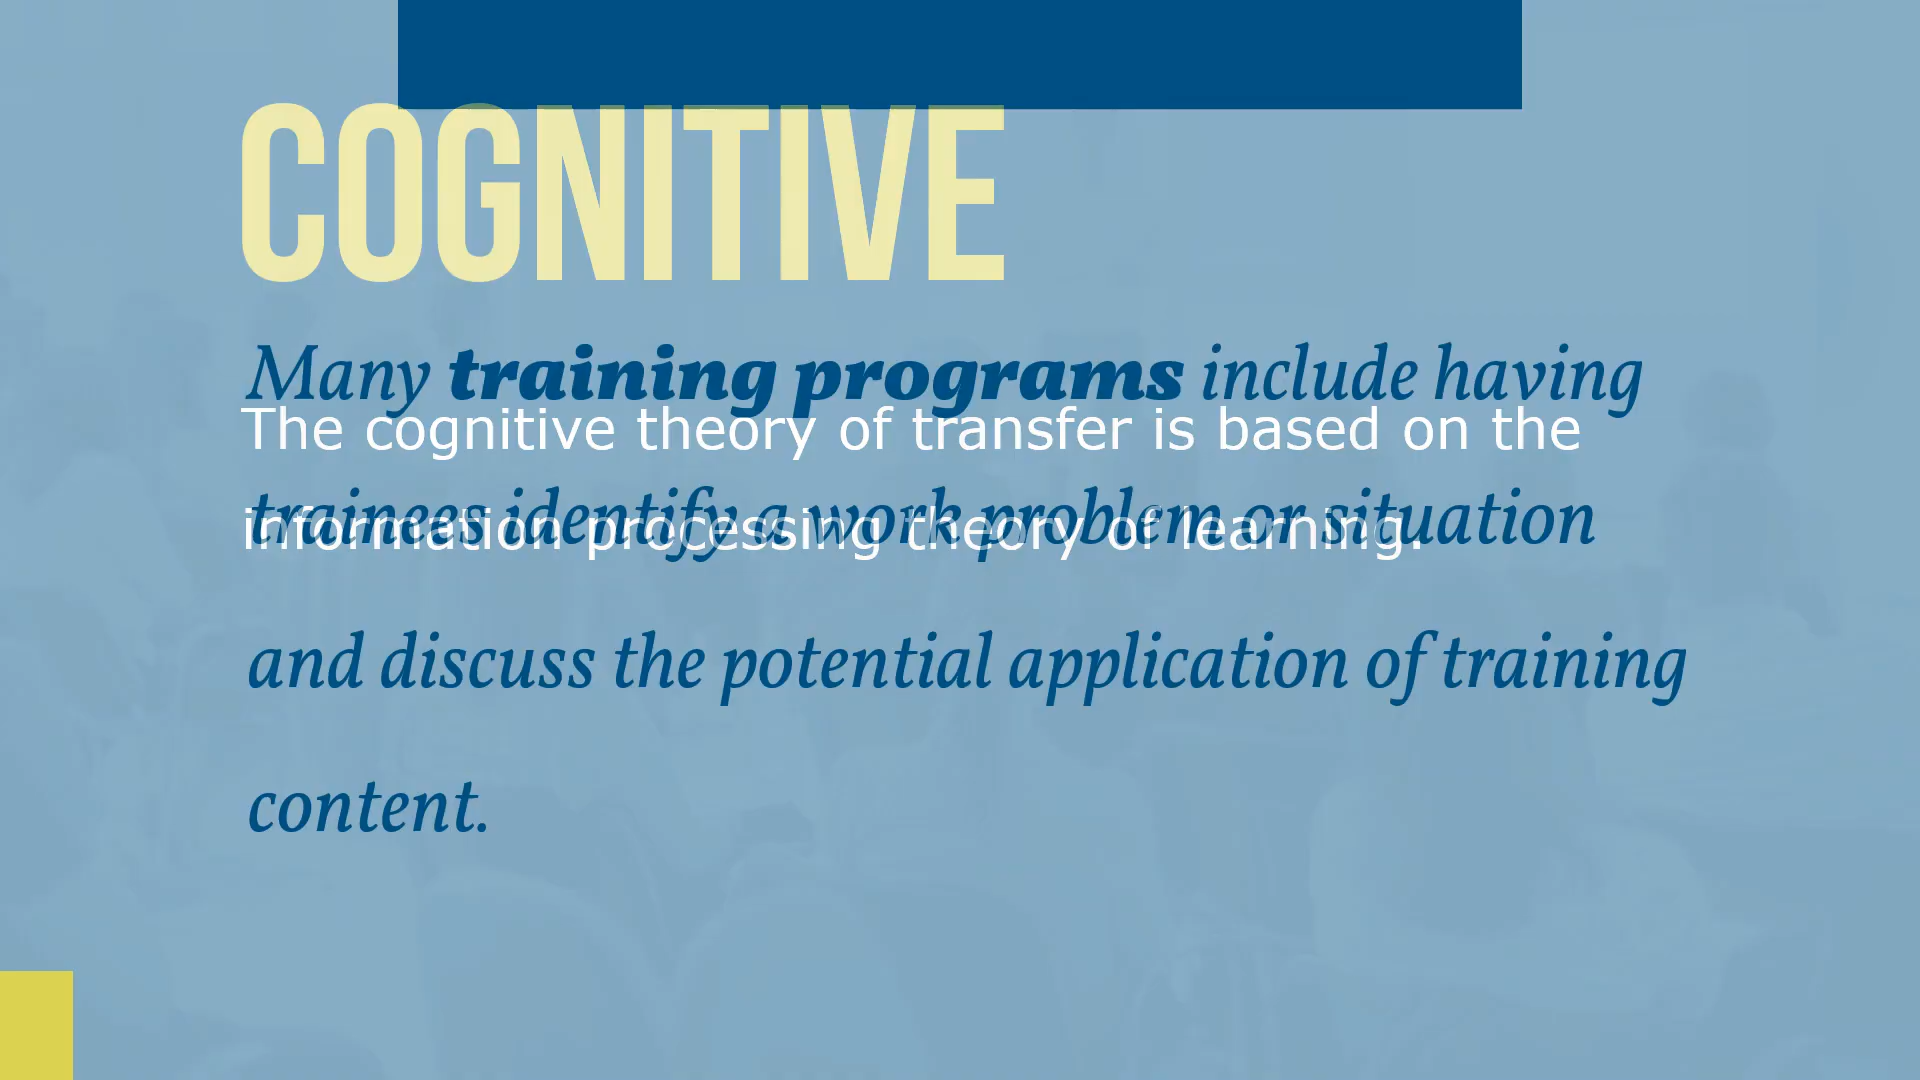 COGNITIVE
Many training programs include having
The cognitive theory of transfer is based on the
trainees identify a work problem or situation
information processing theory of learning.
and discuss the potential application of training
content.